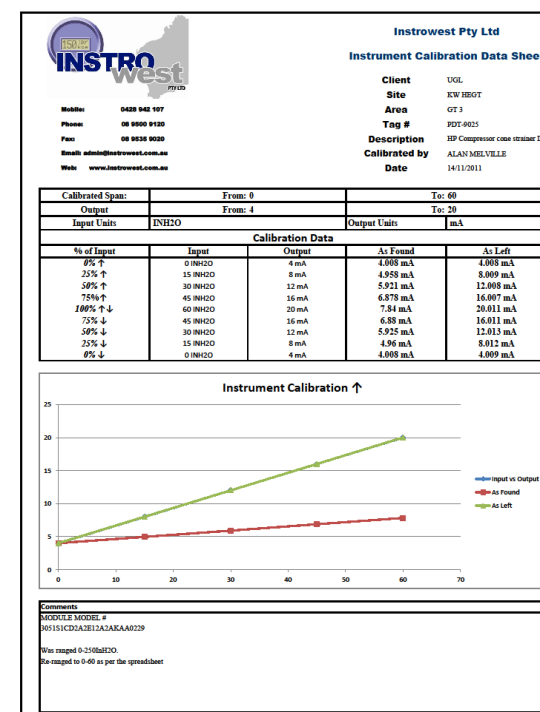 150
INSTRO
west
PTY LTD
Mobile: 0428 942 107
Phone: 08 9500 9120
Fax: 08 9535 9020
Email: admin@instrowest.com.au
Web: www.instrowest.com.au
Instrowest Pty Ltd
Instrument Calibration Data Shee
Client UGL
Site KW HEGT
Area GT 3
Tag # PDT-9025
Description HP Compressor cone strainer D
Calibrated by ALAN MELVILLE
Date 14/11/2011
Calibrated Span: From: 0 To: 60
Output From: 4 To: 20
Input Units INH2O Output Units mA
Calibration Data
% of Input Input Output As Found As Left
0% ↑ 0 INH2O 4 mA 4.008 mA 4.008 mA
25% ↑ 15 INH2O 8 mA 4.958 mA 8.009 mA
50% ↑ 30 INH2O 12 mA 5.921 mA 12.008 mA
75%↑ 45 INH2O 16 mA 6.878 mA 16.007 mA
100% ↑↓ 60 INH2O 20 mA 7.84 mA 20.011 mA
75% ↓ 45 INH2O 16 mA 6.88 mA 16.011 mA
50% ↓ 30 INH2O 12 mA 5.925 mA 12.013 mA
25% ↓ 15 INH2O 8 mA 4.96 mA 8.012 mA
0% ↓ 0 INH2O 4 mA 4.008 mA 4.009 mA
Instrument Calibration ↑
25
20
15
10
5
0
0 10 20 30 40 50 60 70
Input vs Output
As Found
As Left
Comments
MODULE MODEL #
3051S1CD2A2E12A2AKAA0229
Was ranged 0-250InH2O.
Re-ranged to 0-60 as per the spreadsheet